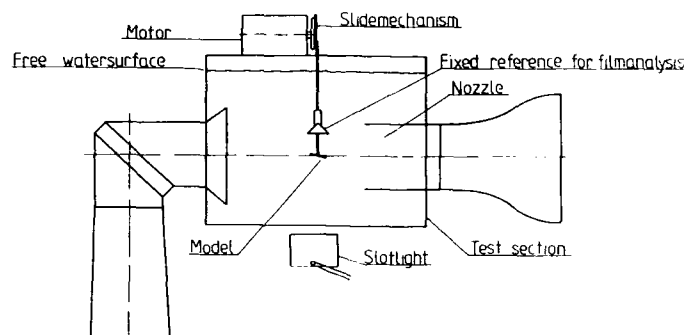 Slidemechanism
Motor
Free watersurface
Fixed reference for filmanalysis
Nozzle
Model
Slotlight
Test section